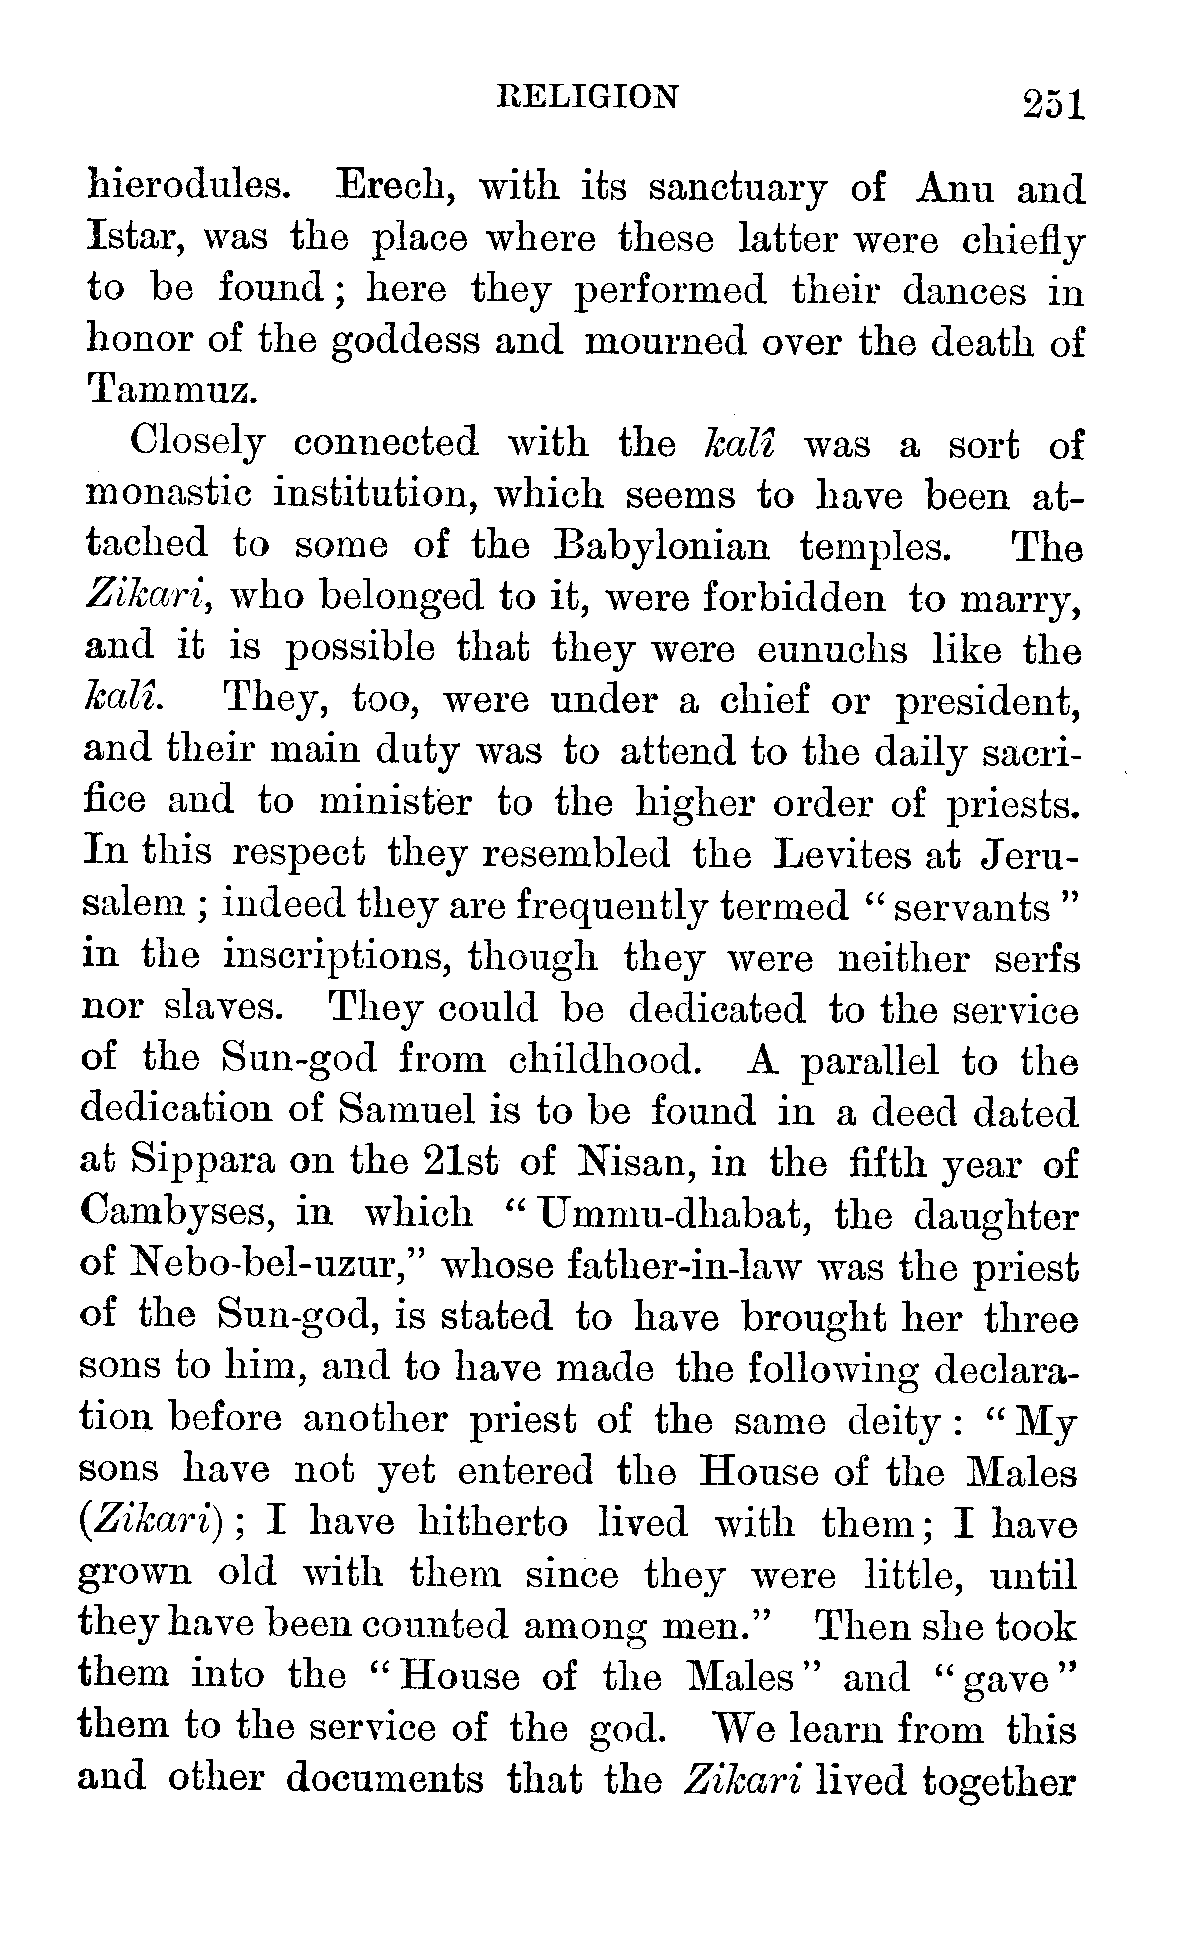 RELIGION 251
hierodules. Erech, with its sanctuary of Anu and
Istar, was the place where these latter were chiefly
to be found; here they performed their dances in
honor of the goddess and mourned over the death of
Tammuz.
Closely connected with the kalî was a sort of
monastic institution, which seems to have been at-
tached to some of the Babylonian temples. The
Zikari, who belonged to it, were forbidden to marry,
and it is possible that they were eunuchs like the
kalî. They, too, were under a chief or president,
and their main duty was to attend to the daily sacri-
fice and to minister to the higher order of priests.
In this respect they resembled the Levites at Jeru-
salem; indeed they are frequently termed “servants”
in the inscriptions, though they were neither serfs
nor slaves. They could be dedicated to the service
of the Sun-god from childhood. A parallel to the
dedication of Samuel is to be found in a deed dated
at Sippara on the 21st of Nisan, in the fifth year of
Cambyses, in which “Ummu-dhabat, the daughter
of Nebo-bel-uzur,” whose father-in-law was the priest
of the Sun-god, is stated to have brought her three
sons to him, and to have made the following declara-
tion before another priest of the same deity: “My
sons have not yet entered the House of the Males
(Zikari); I have hitherto lived with them; I have
grown old with them since they were little, until
they have been counted among men.” Then she took
them into the “House of the Males” and “gave”
them to the service of the god. We learn from this
and other documents that the Zikari lived together